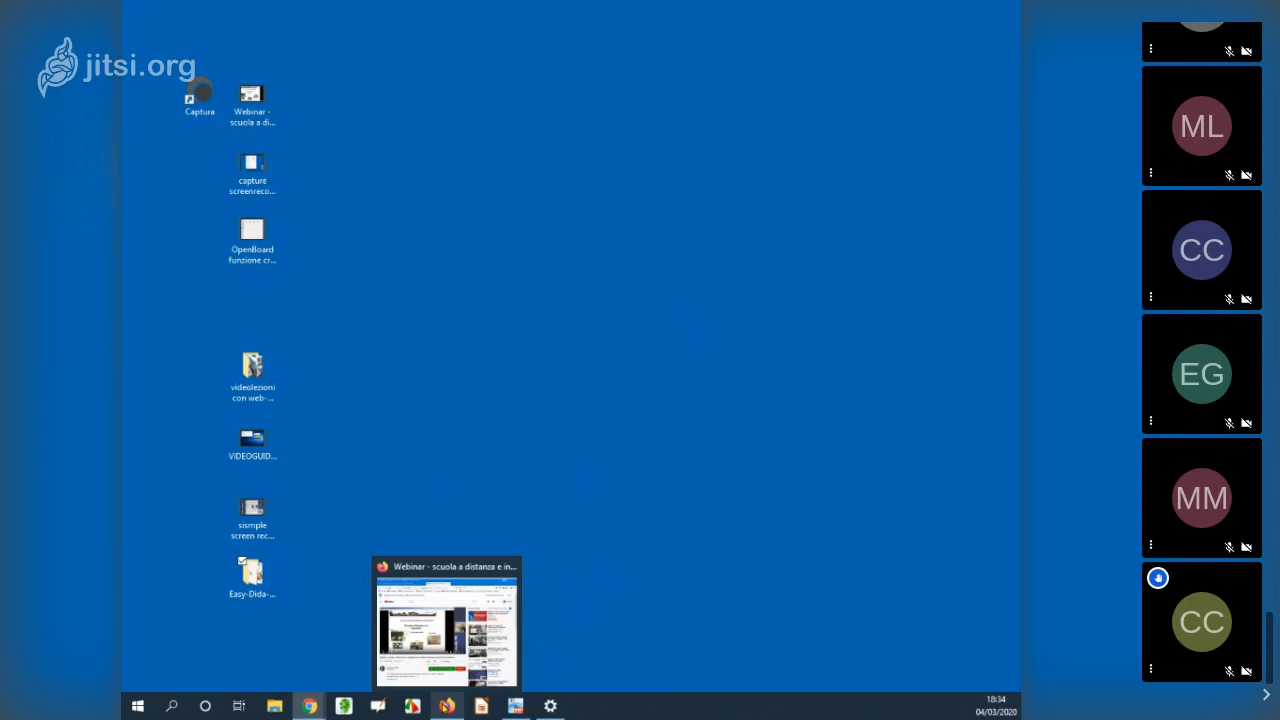 jitsi.org
Captura
Webinar -
scuola a di...
capture
screenreco...
OpenBoard
funzione cr...
videolezioni
con web-...
VIDEOGUID...
sismple
screen rec...
Easy-Dida-...
Webinar - scuola a distanza e in...
18:34
04/03/2020
ML
CC
EG
MM
CC